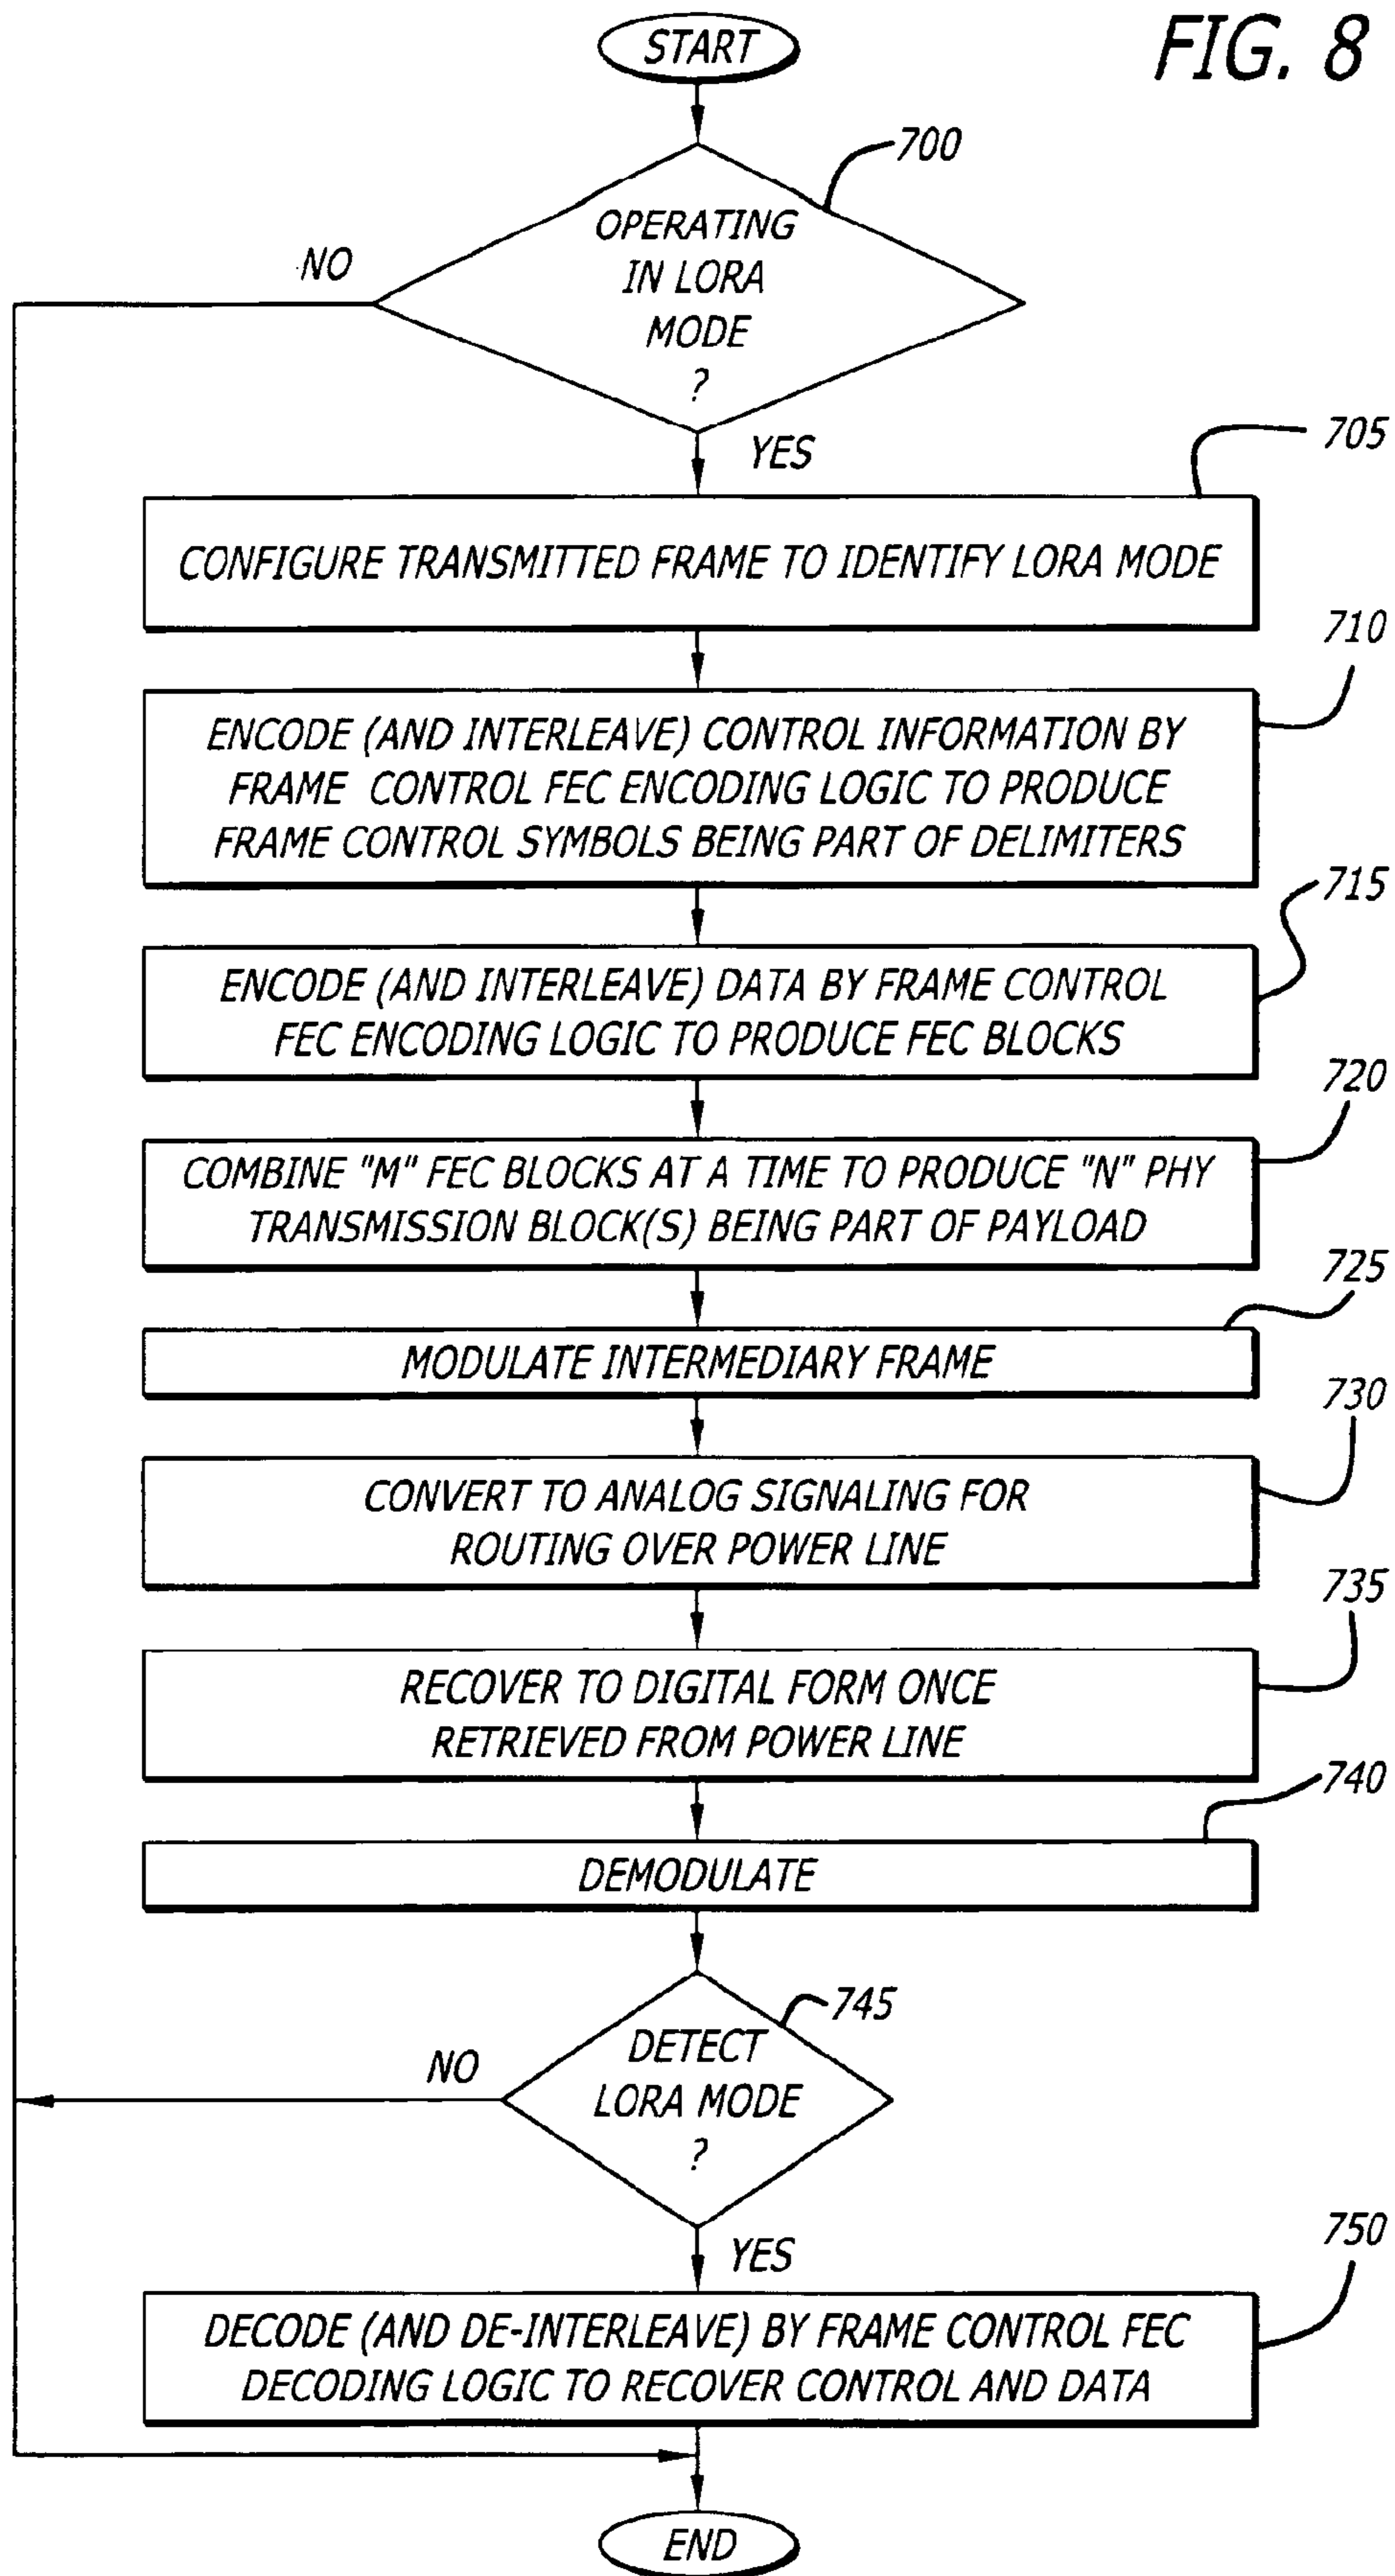 FIG. 8
START
700
OPERATING
IN LORA
MODE
?
NO
YES
705
CONFIGURE TRANSMITTED FRAME TO IDENTIFY LORA MODE
710
ENCODE (AND INTERLEAVE) CONTROL INFORMATION BY
FRAME CONTROL FEC ENCODING LOGIC TO PRODUCE
FRAME CONTROL SYMBOLS BEING PART OF DELIMITERS
715
ENCODE (AND INTERLEAVE) DATA BY FRAME CONTROL
FEC ENCODING LOGIC TO PRODUCE FEC BLOCKS
720
COMBINE "M" FEC BLOCKS AT A TIME TO PRODUCE "N" PHY
TRANSMISSION BLOCK(S) BEING PART OF PAYLOAD
725
MODULATE INTERMEDIARY FRAME
730
CONVERT TO ANALOG SIGNALING FOR
ROUTING OVER POWER LINE
735
RECOVER TO DIGITAL FORM ONCE
RETRIEVED FROM POWER LINE
740
DEMODULATE
745
DETECT
LORA MODE
?
NO
YES
750
DECODE (AND DE-INTERLEAVE) BY FRAME CONTROL FEC
DECODING LOGIC TO RECOVER CONTROL AND DATA
END